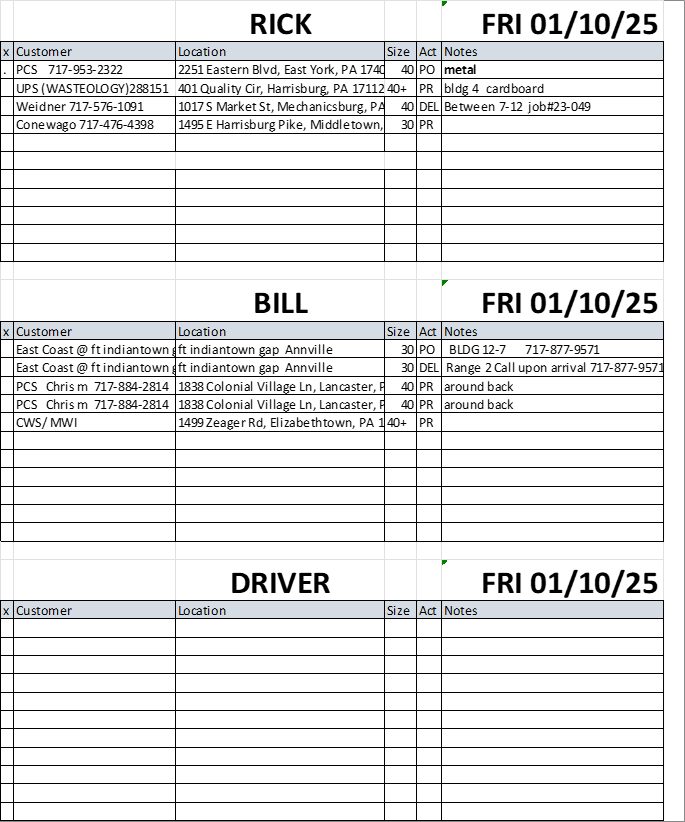 RICK FRI 01/10/25
x Customer Location Size Act Notes
. PCS 717-953-2322 2251 Eastern Blvd, East York, PA 1740 40 PO metal
UPS (WASTEOLOGY)288151 401 Quality Cir, Harrisburg, PA 17112 40+ PR bldg 4 cardboard
Weidner 717-576-1091 1017 S Market St, Mechanicsburg, PA 40 DEL Between 7-12 job#23-049
Conewago 717-476-4398 1495 E Harrisburg Pike, Middletown, 30 PR
BILL FRI 01/10/25
x Customer Location Size Act Notes
East Coast @ ft indiantown g ft indiantown gap Annville 30 PO BLDG 12-7 717-877-9571
East Coast @ ft indiantown g ft indiantown gap Annville 30 DEL Range 2 Call upon arrival 717-877-9571
PCS Chris m 717-884-2814 1838 Colonial Village Ln, Lancaster, P 40 PR around back
PCS Chris m 717-884-2814 1838 Colonial Village Ln, Lancaster, P 40 PR around back
CWS/ MWI 1499 Zeager Rd, Elizabethtown, PA 1 40+ PR
DRIVER FRI 01/10/25
x Customer Location Size Act Notes